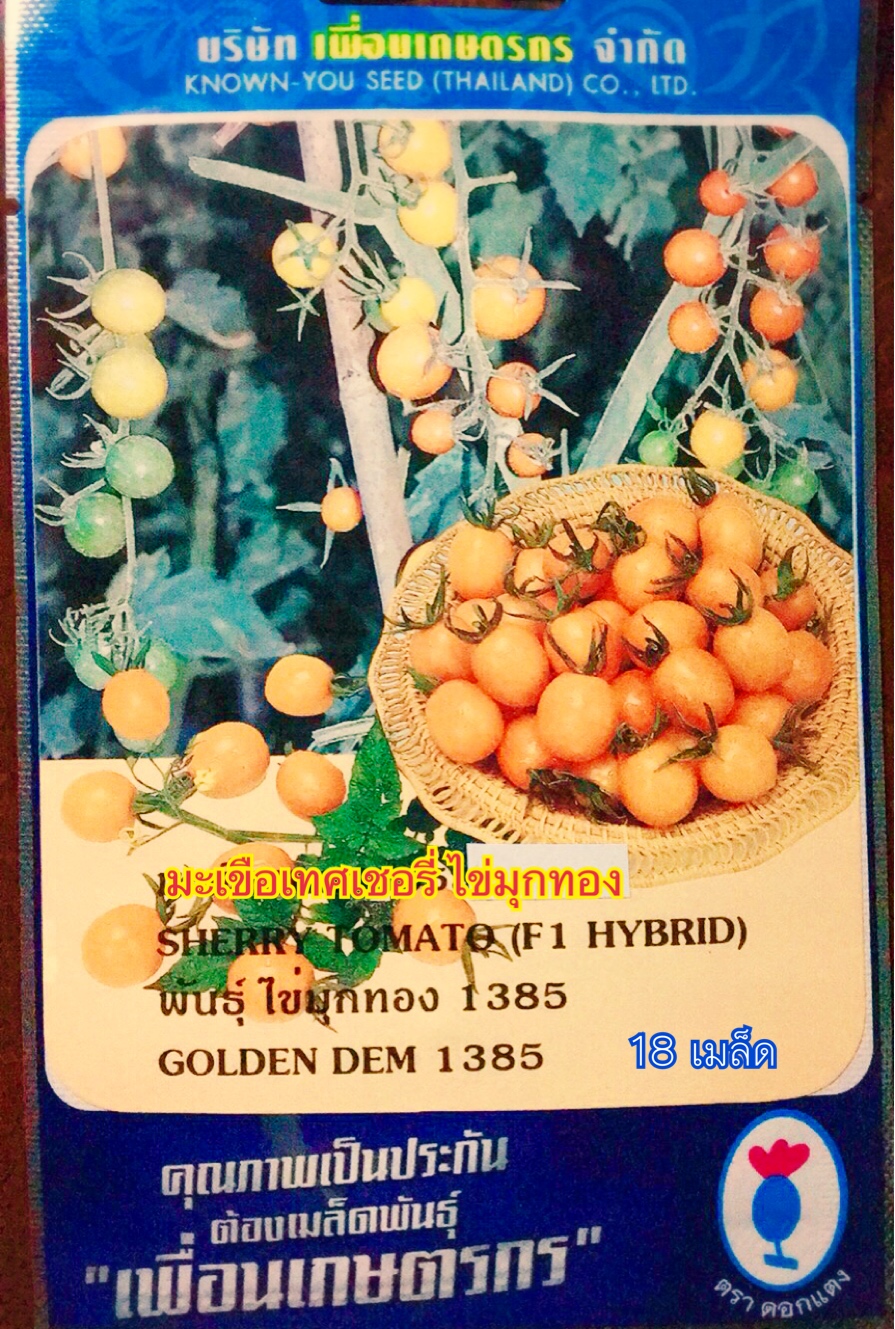 บริษัท เพื่อนเกษตรกร จำกัด
KNOWN-YOU SEED (THAILAND) CO., LTD.
มะเขือเทศเชอรี่ ไข่มุกทอง
SHERRY TOMATO (F1 HYBRID)
พันธุ์ ไข่มุกทอง 1385
GOLDEN DEM 1385
18 เมล็ด
คุณภาพเป็นประกัน
ต้องเมล็ดพันธุ์
"เพื่อนเกษตรกร"
ตรา ดอกแตง